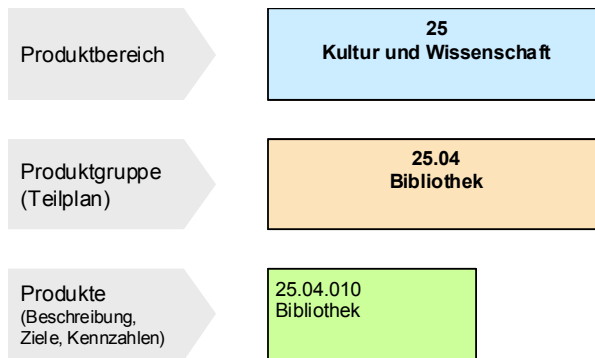 Produktbereich
25
Kultur und Wissenschaft
Produktgruppe
(Teilplan)
25.04
Bibliothek
Produkte
(Beschreibung,
Ziele, Kennzahlen)
25.04.010
Bibliothek